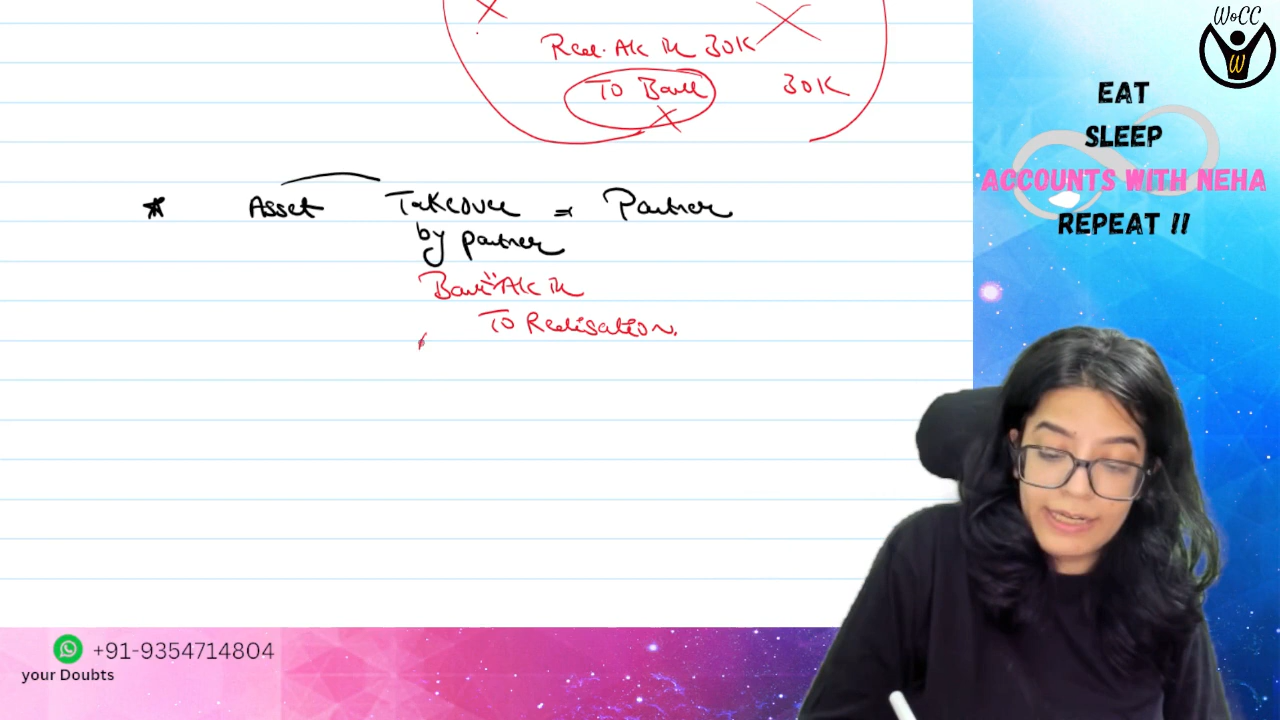 Real. A/c Dr 30K
To Bank 30K
Asset Takeover = Partner
by partner
Bank A/c Dr
To Realisation.
WOCC
W
EAT
SLEEP
ACCOUNTS WITH NEHA
REPEAT !!
+91-9354714804
your Doubts